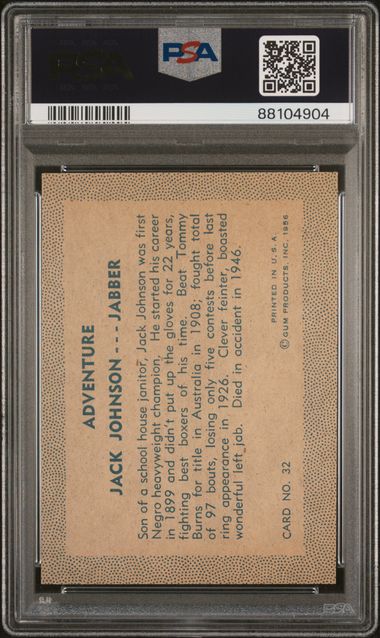 PSA
PSA
88104904
ADVENTURE
JACK JOHNSON --- JABBER
Son of a school house janitor, Jack Johnson was first
Negro heavyweight champion. He started his career
in 1899 and didn't put up the gloves for 22 years,
fighting best boxers of his time. Beat Tommy
Burns for title in Australia in 1908; fought total
of 97 bouts, losing only five contests before last
ring appearance in 1926. Clever feinter, boasted
wonderful left job. Died in accident in 1946.
PRINTED IN U.S.A.
CARD NO. 32
© GUM PRODUCTS, INC. 1956